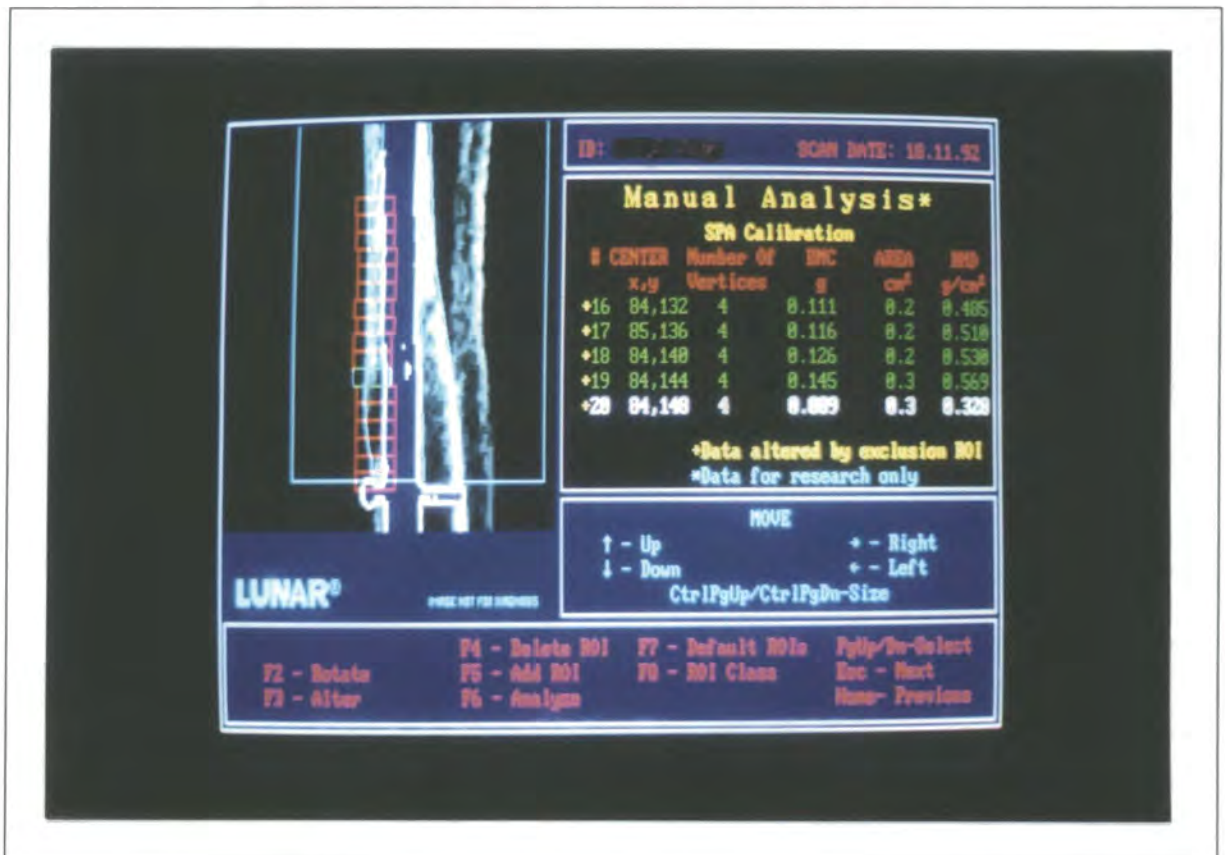 ID: SCAN DATE: 18.11.92
Manual Analysis*
SPA Calibration
# CENTER Number Of BMC AREA BMD
x,y Vertices g cm² g/cm²
+16 84,132 4 0.111 0.2 0.485
+17 85,136 4 0.116 0.2 0.510
+18 84,140 4 0.126 0.2 0.530
+19 84,144 4 0.145 0.3 0.569
+20 84,148 4 0.089 0.3 0.328
+Data altered by exclusion ROI
*Data for research only
MOVE
↑ - Up → - Right
↓ - Down ← - Left
CtrlPgUp/CtrlPgDn-Size
LUNAR®
IMAGE NOT FOR DIAGNOSIS
F4 - Delete ROI F7 - Default ROIs PgUp/Dn-Select
F2 - Rotate F5 - Add ROI F8 - ROI Class Esc - Next
F3 - Alter F6 - Analyze Home- Previous